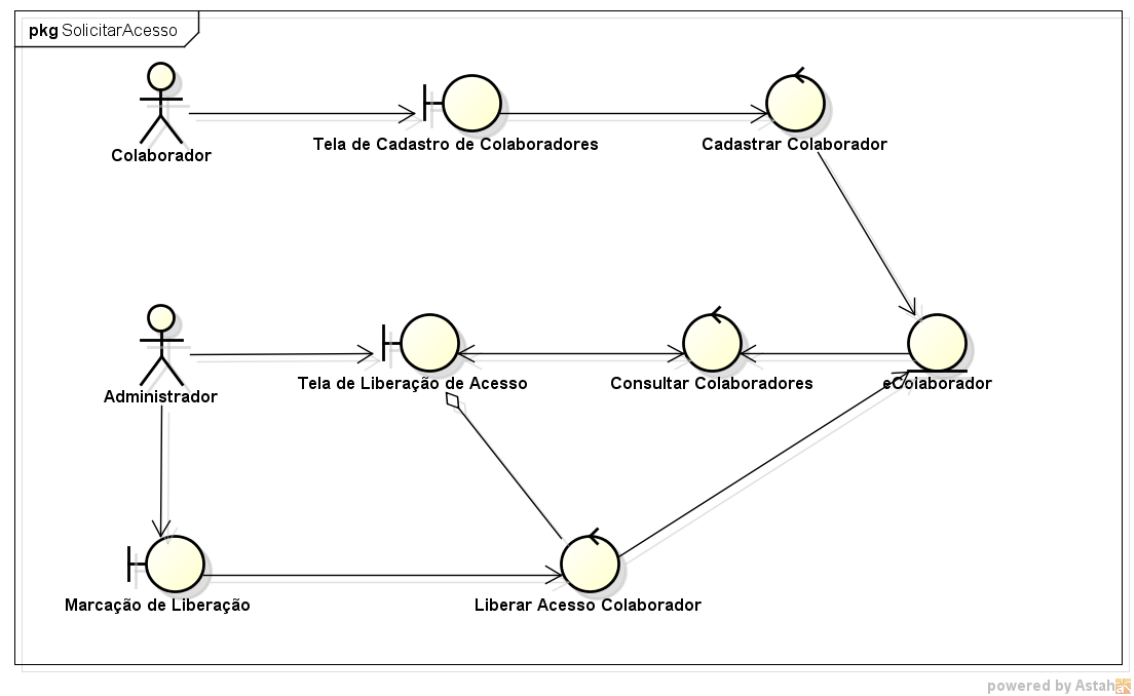 pkg SolicitarAcesso
Colaborador
Tela de Cadastro de Colaboradores
Cadastrar Colaborador
Administrador
Tela de Liberação de Acesso
Consultar Colaboradores
eColaborador
Marcação de Liberação
Liberar Acesso Colaborador
powered by Astah